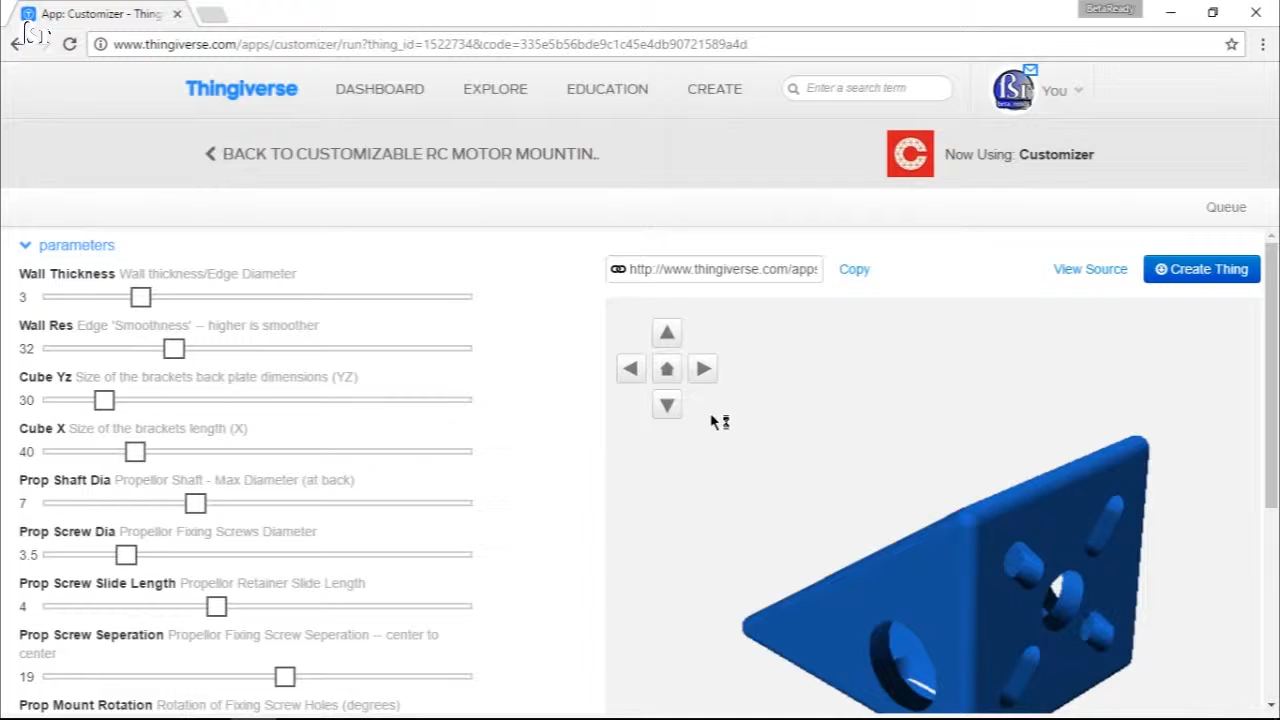 App: Customizer - Thing
BetaReady
www.thingiverse.com/apps/customizer/run?thing_id=1522734&code=335e5b56bde9c1c45e4db90721589a4d
Thingiverse DASHBOARD EXPLORE EDUCATION CREATE Enter a search term You
BACK TO CUSTOMIZABLE RC MOTOR MOUNTIN..
Now Using: Customizer
Queue
parameters
Wall Thickness Wall thickness/Edge Diameter
3
Wall Res Edge 'Smoothness' -- higher is smoother
32
Cube Yz Size of the brackets back plate dimensions (YZ)
30
Cube X Size of the brackets length (X)
40
Prop Shaft Dia Propellor Shaft - Max Diameter (at back)
7
Prop Screw Dia Propellor Fixing Screws Diameter
3.5
Prop Screw Slide Length Propellor Retainer Slide Length
4
Prop Screw Seperation Propellor Fixing Screw Seperation -- center to
center
19
Prop Mount Rotation Rotation of Fixing Screw Holes (degrees)
http://www.thingiverse.com/apps
Copy
View Source
Create Thing